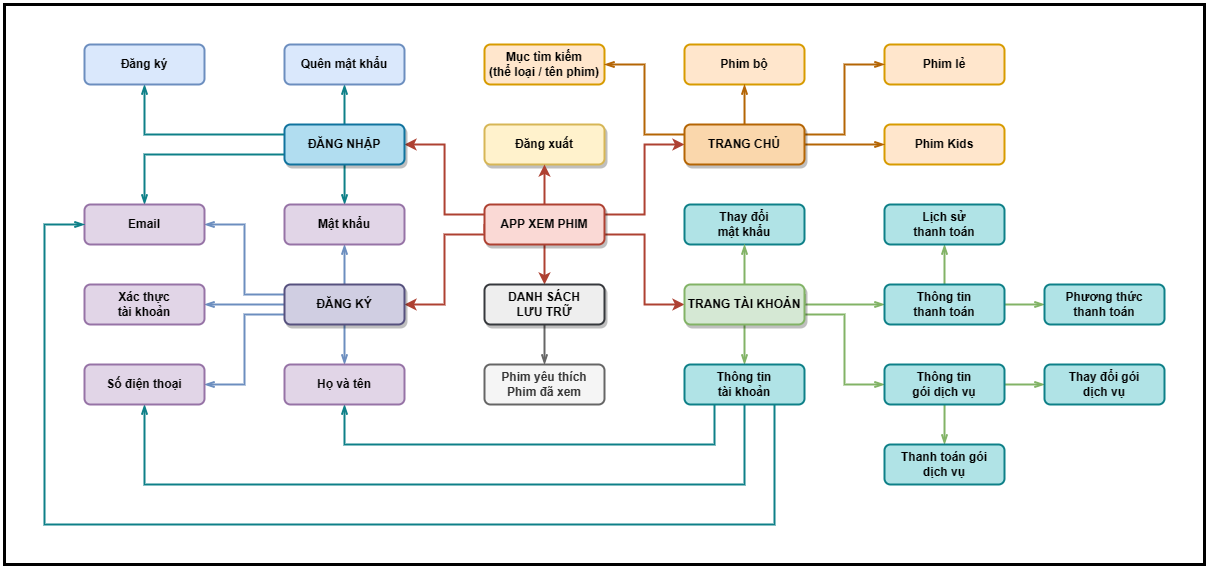 Đăng ký
Quên mật khẩu
Mục tìm kiếm
(thể loại / tên phim)
Phim bộ
Phim lẻ
ĐĂNG NHẬP
Đăng xuất
TRANG CHỦ
Phim Kids
Email
Mật khẩu
APP XEM PHIM
Thay đổi
mật khẩu
Lịch sử
thanh toán
Xác thực
tài khoản
ĐĂNG KÝ
DANH SÁCH
LƯU TRỮ
TRANG TÀI KHOẢN
Thông tin
thanh toán
Phương thức
thanh toán
Số điện thoại
Họ và tên
Phim yêu thích
Phim đã xem
Thông tin
tài khoản
Thông tin
gói dịch vụ
Thay đổi gói
dịch vụ
Thanh toán gói
dịch vụ